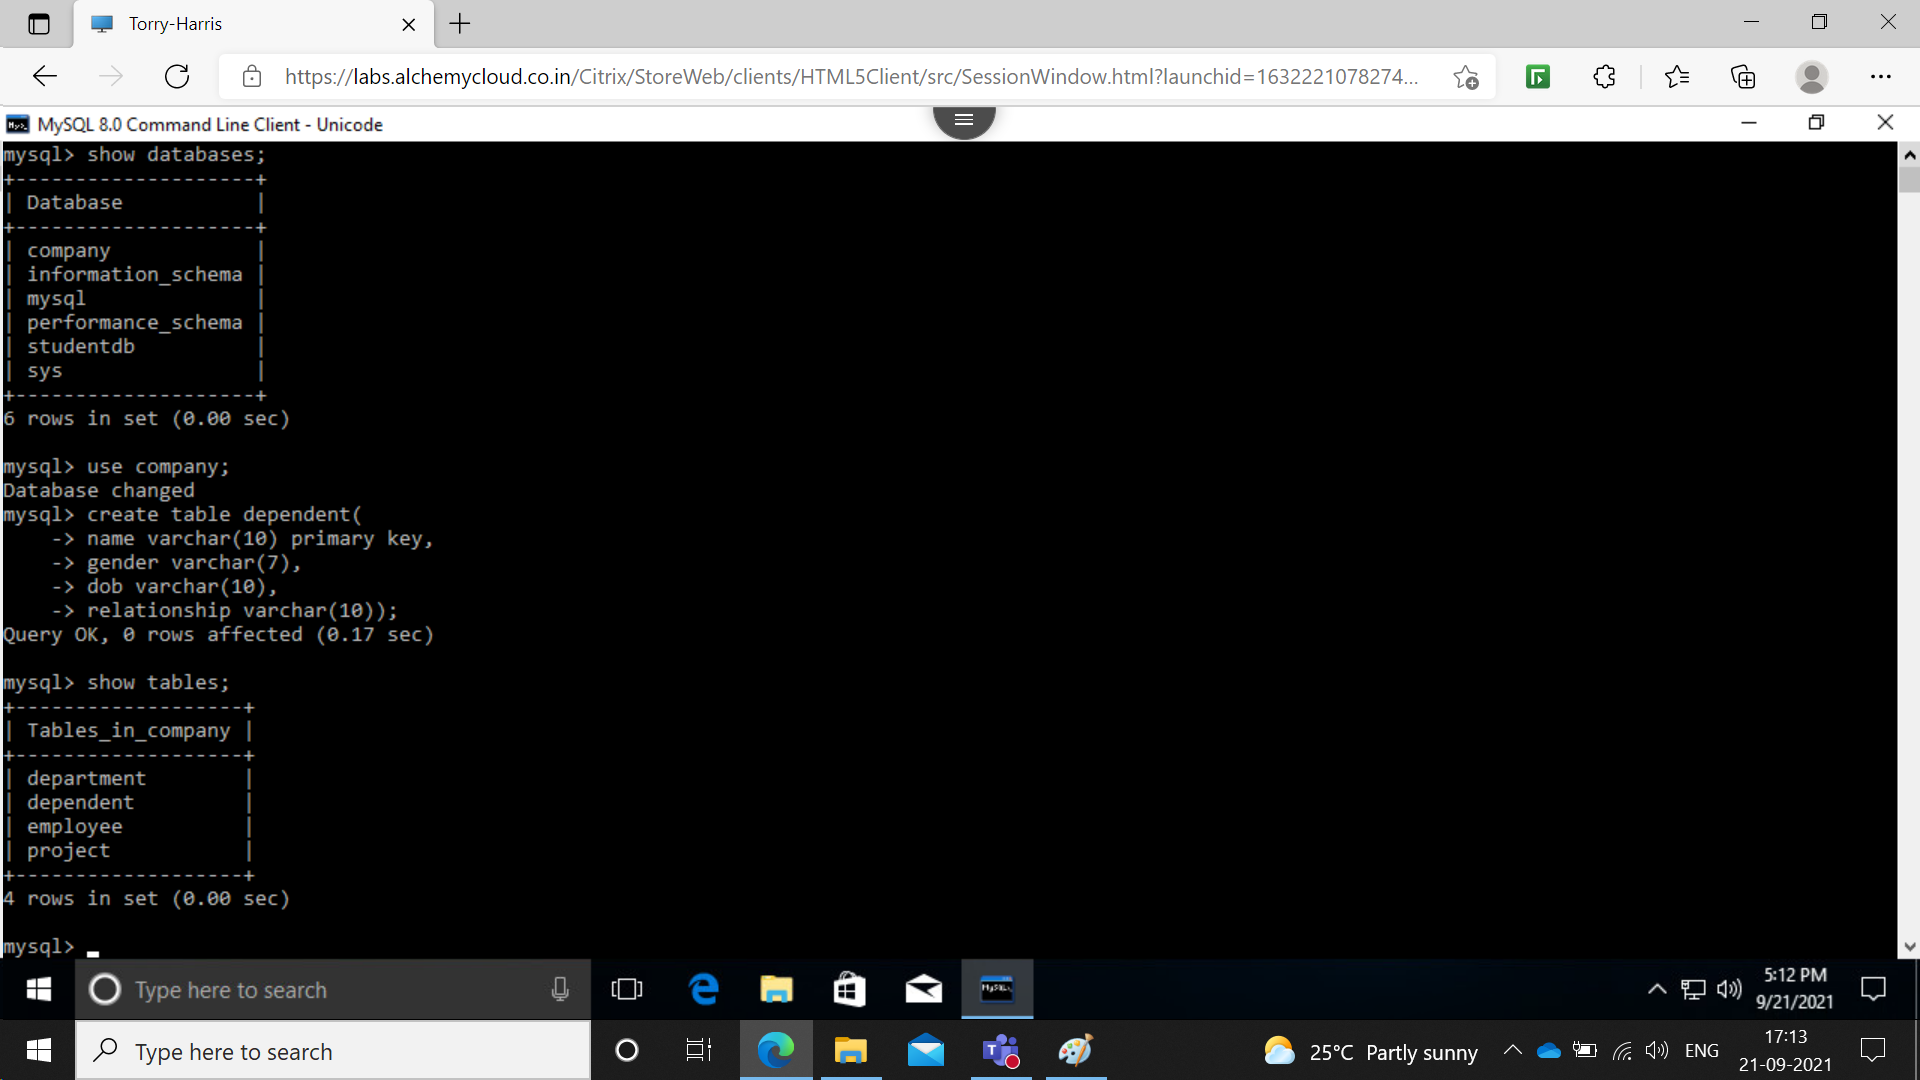 Torry-Harris
https://labs.alchemycloud.co.in/Citrix/StoreWeb/clients/HTML5Client/src/SessionWindow.html?launchid=1632221078274...
MySQL 8.0 Command Line Client - Unicode
mysql> show databases;
+--------------------+
| Database           |
+--------------------+
| company            |
| information_schema |
| mysql              |
| performance_schema |
| studentdb          |
| sys                |
+--------------------+
6 rows in set (0.00 sec)
mysql> use company;
Database changed
mysql> create table dependent(
    -> name varchar(10) primary key,
    -> gender varchar(7),
    -> dob varchar(10),
    -> relationship varchar(10));
Query OK, 0 rows affected (0.17 sec)
mysql> show tables;
+-------------------+
| Tables_in_company |
+-------------------+
| department        |
| dependent         |
| employee          |
| project           |
+-------------------+
4 rows in set (0.00 sec)
mysql>
Type here to search
5:12 PM
9/21/2021
Type here to search
25°C Partly sunny
ENG
17:13
21-09-2021